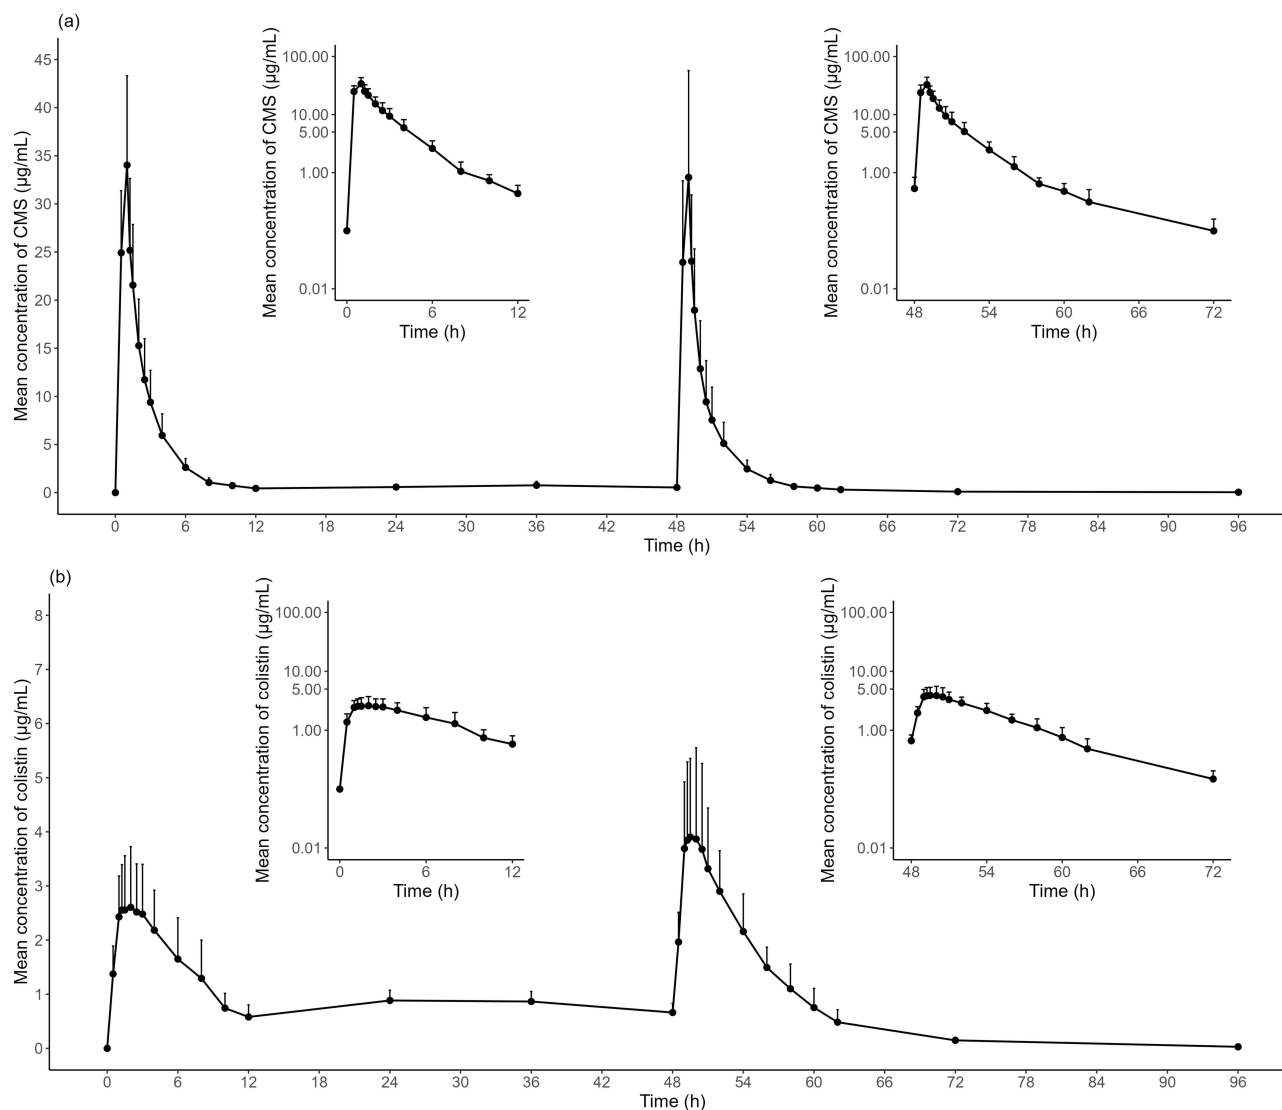 (a)
Mean concentration of CMS (µg/mL)
45
40
35
30
25
20
15
10
5
0
0 6 12 18 24 30 36 42 48 54 60 66 72 78 84 90 96
Time (h)
Mean concentration of CMS (µg/mL)
100.00
10.00
5.00
1.00
0.01
0 6 12
Time (h)
Mean concentration of CMS (µg/mL)
100.00
10.00
5.00
1.00
0.01
48 54 60 66 72
Time (h)
(b)
Mean concentration of colistin (µg/mL)
8
7
6
5
4
3
2
1
0
0 6 12 18 24 30 36 42 48 54 60 66 72 78 84 90 96
Time (h)
Mean concentration of colistin (µg/mL)
100.00
10.00
5.00
1.00
0.01
0 6 12
Time (h)
Mean concentration of colistin (µg/mL)
100.00
10.00
5.00
1.00
0.01
48 54 60 66 72
Time (h)